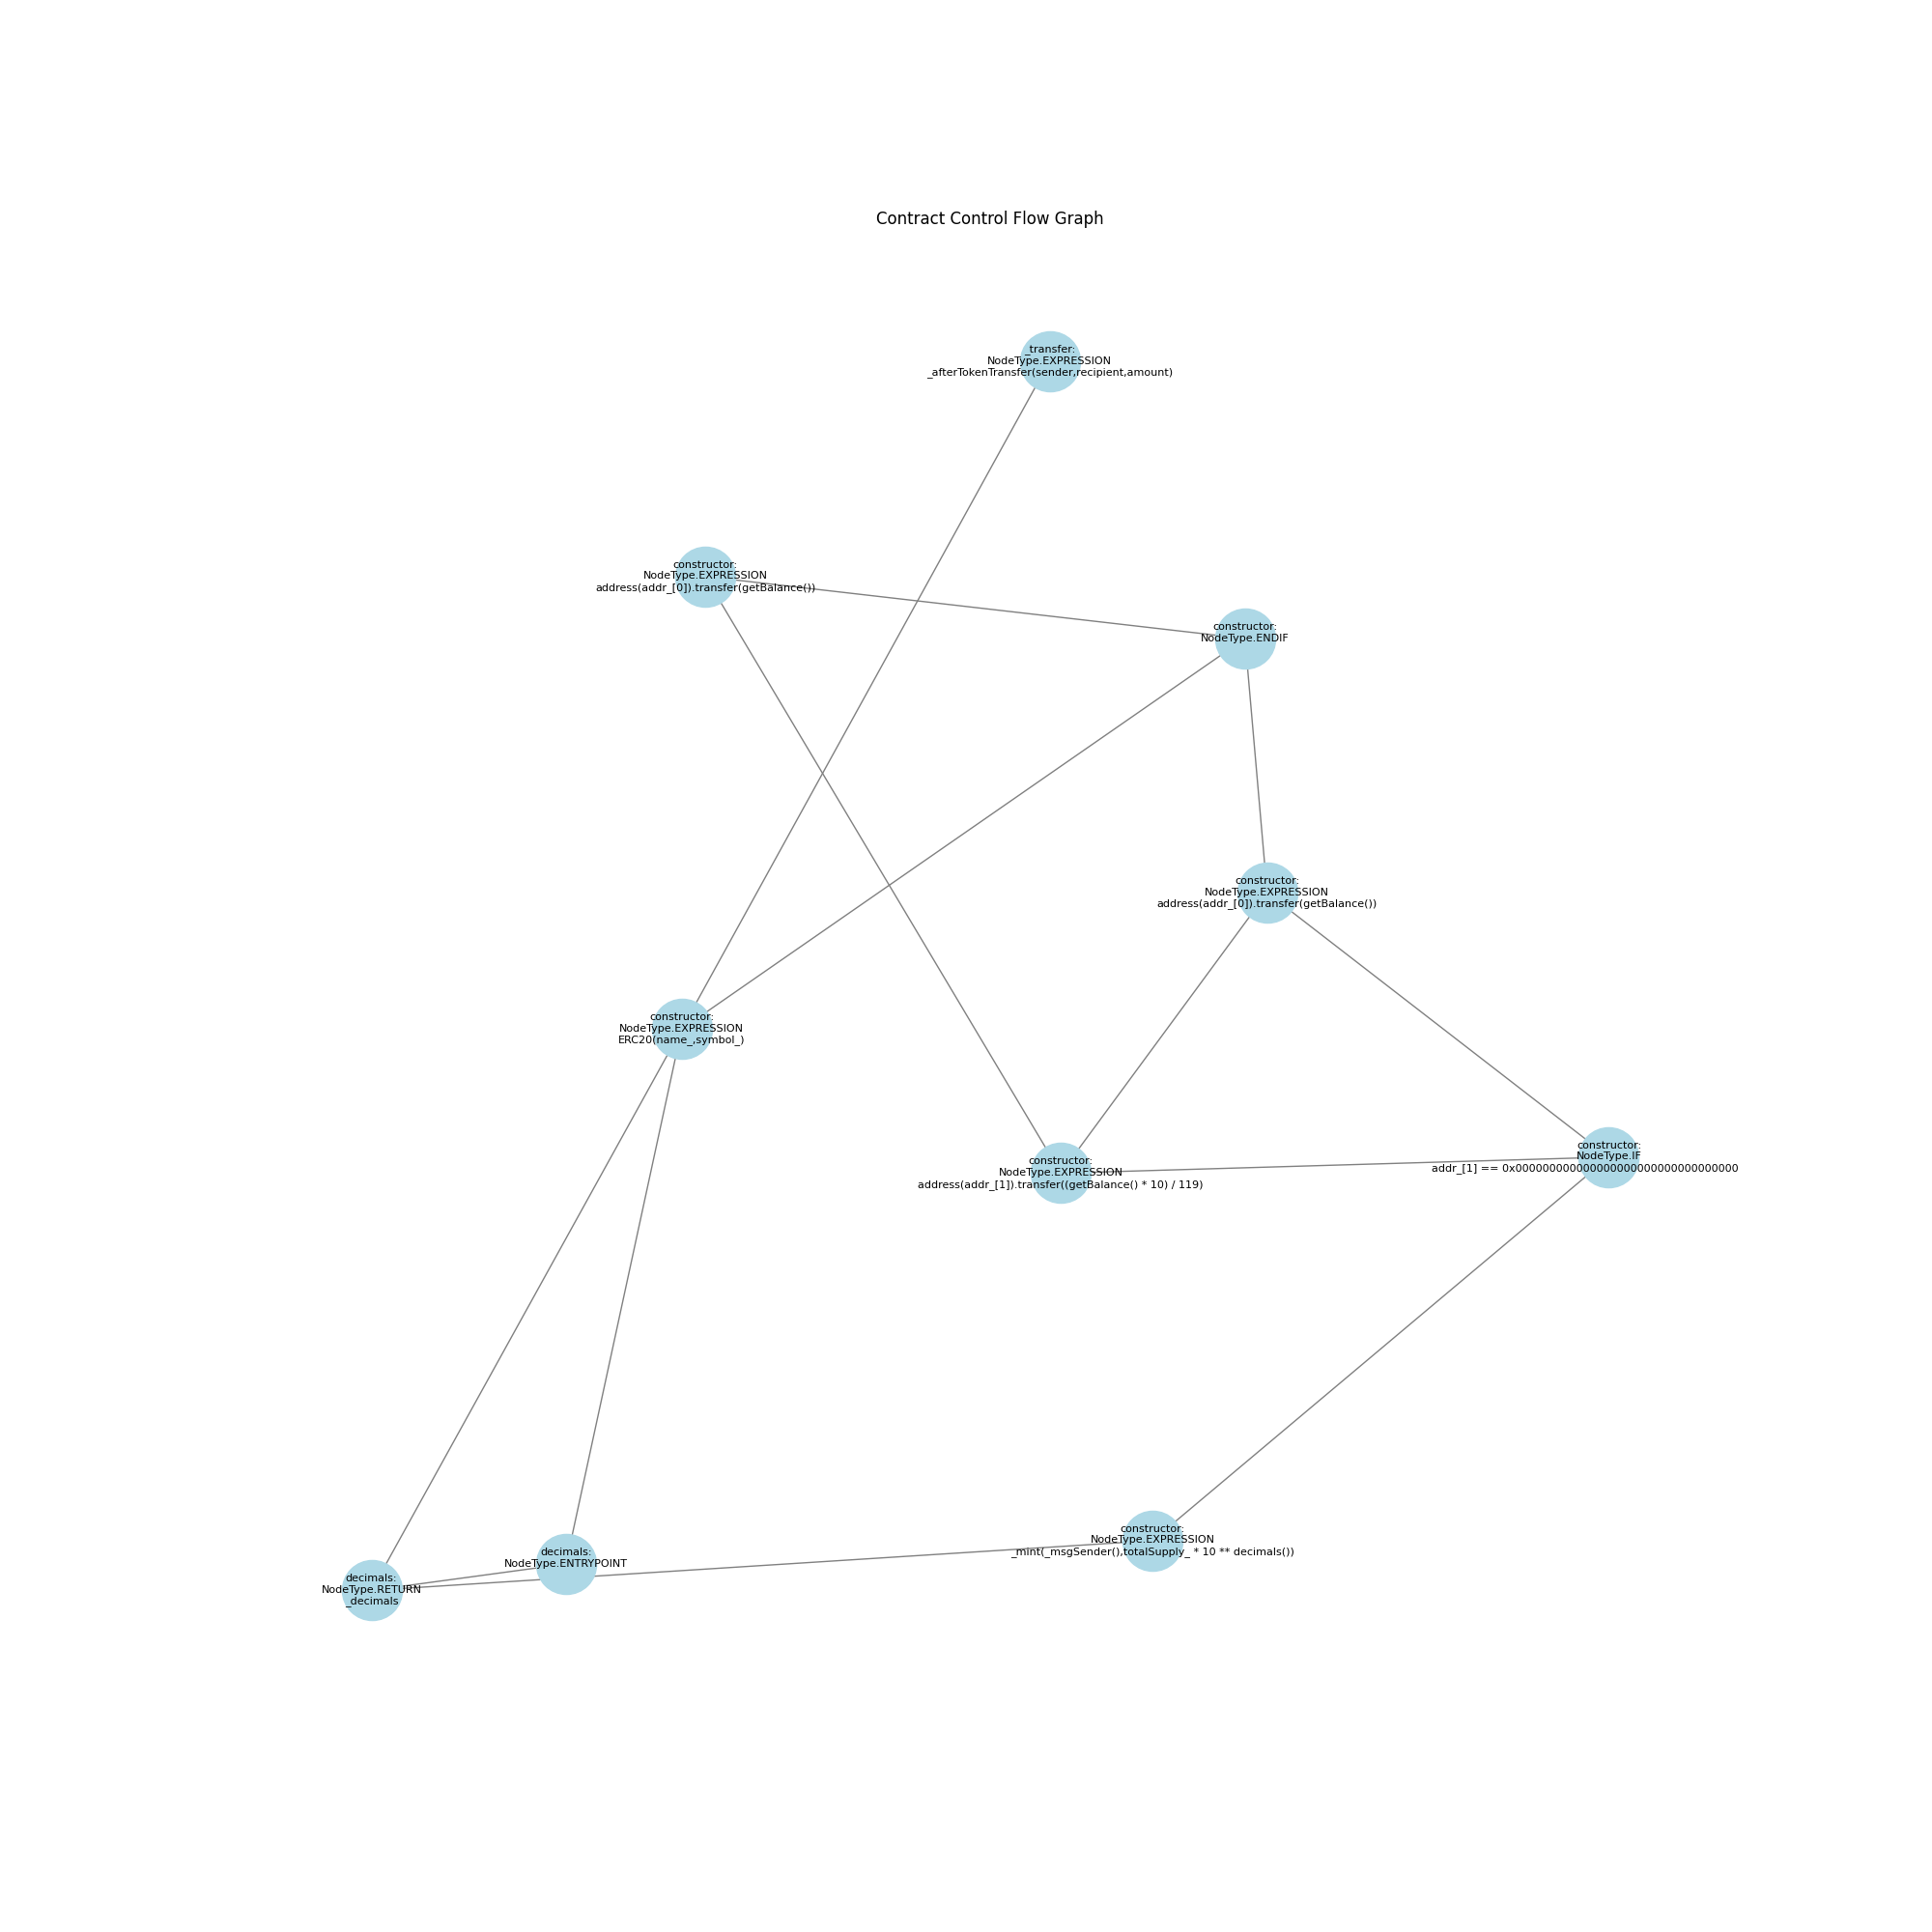 Contract Control Flow Graph
_transfer:
NodeType.EXPRESSION
_afterTokenTransfer(sender,recipient,amount)
constructor:
NodeType.EXPRESSION
address(addr_[0]).transfer(getBalance())
constructor:
NodeType.ENDIF
constructor:
NodeType.EXPRESSION
address(addr_[0]).transfer(getBalance())
constructor:
NodeType.EXPRESSION
ERC20(name_,symbol_)
constructor:
NodeType.IF
addr_[1] == 0x000000000000000000000000000000000
constructor:
NodeType.EXPRESSION
address(addr_[1]).transfer((getBalance() * 10) / 119)
constructor:
NodeType.EXPRESSION
_mint(_msgSender(),totalSupply_ * 10 ** decimals())
decimals:
NodeType.ENTRYPOINT
decimals:
NodeType.RETURN
_decimals